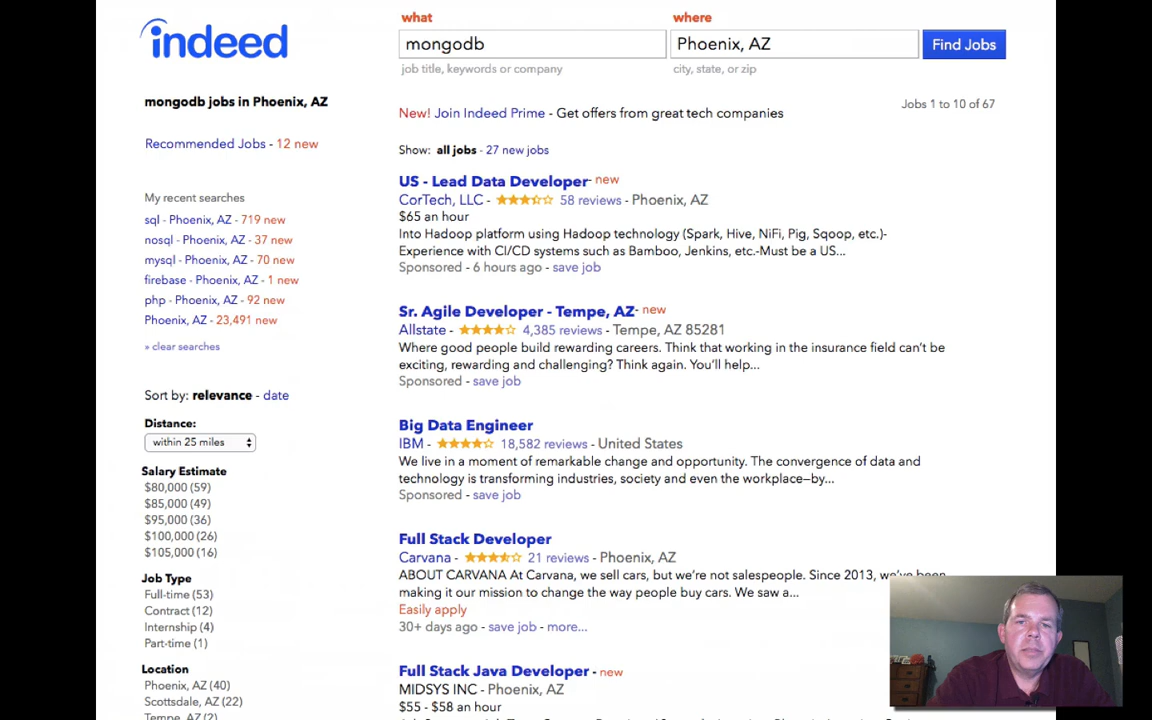 indeed
what
where
mongodb
Phoenix, AZ
Find Jobs
job title, keywords or company
city, state, or zip
mongodb jobs in Phoenix, AZ
Recommended Jobs - 12 new
My recent searches
sql - Phoenix, AZ - 719 new
nosql - Phoenix, AZ - 37 new
mysql - Phoenix, AZ - 70 new
firebase - Phoenix, AZ - 1 new
php - Phoenix, AZ - 92 new
Phoenix, AZ - 23,491 new
» clear searches
Sort by: relevance - date
Distance:
within 25 miles
Salary Estimate
$80,000 (59)
$85,000 (49)
$95,000 (36)
$100,000 (26)
$105,000 (16)
Job Type
Full-time (53)
Contract (12)
Internship (4)
Part-time (1)
Location
Phoenix, AZ (40)
Scottsdale, AZ (22)
Tempe, AZ (2)
New! Join Indeed Prime - Get offers from great tech companies
Jobs 1 to 10 of 67
Show: all jobs - 27 new jobs
US - Lead Data Developer - new
CorTech, LLC - 58 reviews - Phoenix, AZ
$65 an hour
Into Hadoop platform using Hadoop technology (Spark, Hive, NiFi, Pig, Sqoop, etc.)-
Experience with CI/CD systems such as Bamboo, Jenkins, etc.-Must be a US...
Sponsored - 6 hours ago - save job
Sr. Agile Developer - Tempe, AZ - new
Allstate - 4,385 reviews - Tempe, AZ 85281
Where good people build rewarding careers. Think that working in the insurance field can't be
exciting, rewarding and challenging? Think again. You'll help...
Sponsored - save job
Big Data Engineer
IBM - 18,582 reviews - United States
We live in a moment of remarkable change and opportunity. The convergence of data and
technology is transforming industries, society and even the workplace—by...
Sponsored - save job
Full Stack Developer
Carvana - 21 reviews - Phoenix, AZ
ABOUT CARVANA At Carvana, we sell cars, but we're not salespeople. Since 2013, we've been
making it our mission to change the way people buy cars. We saw a...
Easily apply
30+ days ago - save job - more...
Full Stack Java Developer - new
MIDSYS INC - Phoenix, AZ
$55 - $58 an hour